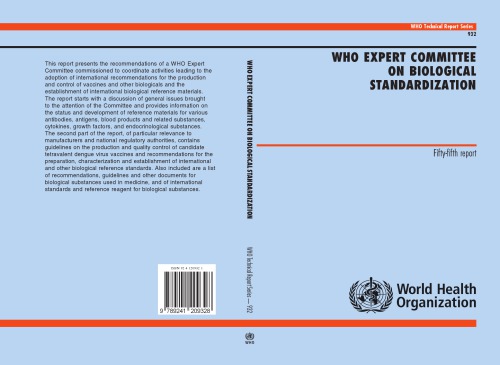 This report presents the recommendations of a WHO Expert
Committee commissioned to coordinate activities leading to the
adoption of international recommendations for the production
and control of vaccines and other biologicals and the
establishment of international biological reference materials.
The report starts with a discussion of general issues brought
to the attention of the Committee and provides information on
the status and development of reference materials for various
antibodies, antigens, blood products and related substances,
cytokines, growth factors, and endocrinological substances.
The second part of the report, of particular relevance to
manufacturers and national regulatory authorities, contains
guidelines on the production and quality control of candidate
tetravalent dengue virus vaccines and recommendations for the
preparation, characterization and establishment of international
and other biological reference standards. Also included are a list
of recommendations, guidelines and other documents for
biological substances used in medicine, and of international
standards and reference reagent for biological substances.
9 789241 209328
WHO EXPERT COMMITTEE ON BIOLOGICAL STANDARDIZATION
WHO Technical Report Series — 932
WHO
WHO Technical Report Series
932
WHO EXPERT COMMITTEE
ON BIOLOGICAL
STANDARDIZATION
Fifty-fifth report
World Health
Organization